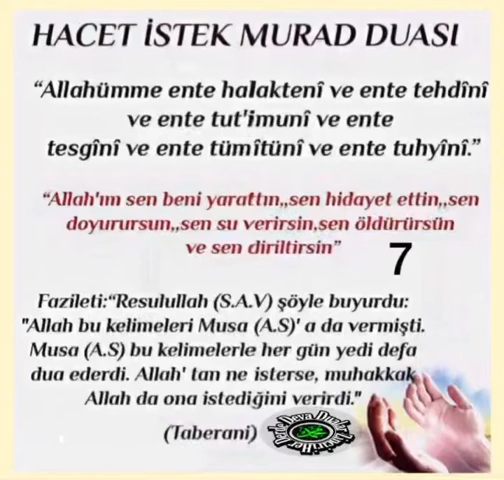 HACET İSTEK MURAD DUASI
“Allahümme ente halaktenî ve ente tehdînî
ve ente tut'imunî ve ente
tesgînî ve ente tümîtünî ve ente tuhyînî.”
“Allah'ım sen beni yarattın,,sen hidayet ettin,,sen
doyurursun,,sen su verirsin,sen öldürürsün
ve sen diriltirsin”
7
Fazileti:“Resulullah (S.A.V) şöyle buyurdu:
"Allah bu kelimeleri Musa (A.S)' a da vermişti.
Musa (A.S) bu kelimelerle her gün yedi defa
dua ederdi. Allah' tan ne isterse, muhakkak
Allah da ona istediğini verirdi."
(Taberani)